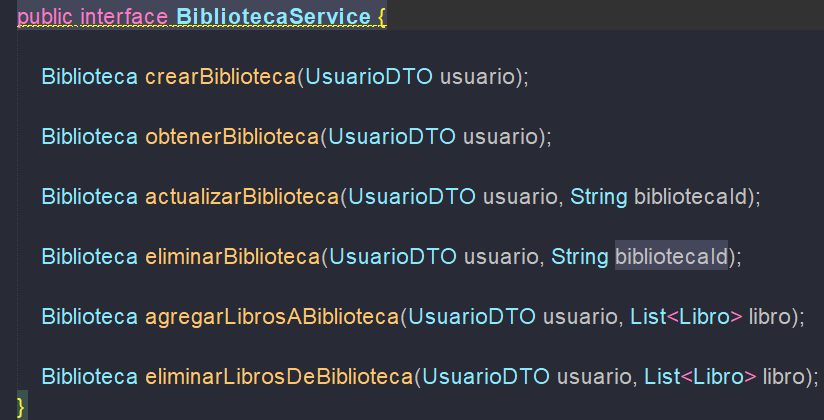 public interface BibliotecaService {
Biblioteca crearBiblioteca(UsuarioDTO usuario);
Biblioteca obtenerBiblioteca(UsuarioDTO usuario);
Biblioteca actualizarBiblioteca(UsuarioDTO usuario, String bibliotecaId);
Biblioteca eliminarBiblioteca(UsuarioDTO usuario, String bibliotecaId);
Biblioteca agregarLibrosABiblioteca(UsuarioDTO usuario, List<Libro> libro);
Biblioteca eliminarLibrosDeBiblioteca(UsuarioDTO usuario, List<Libro> libro);
}